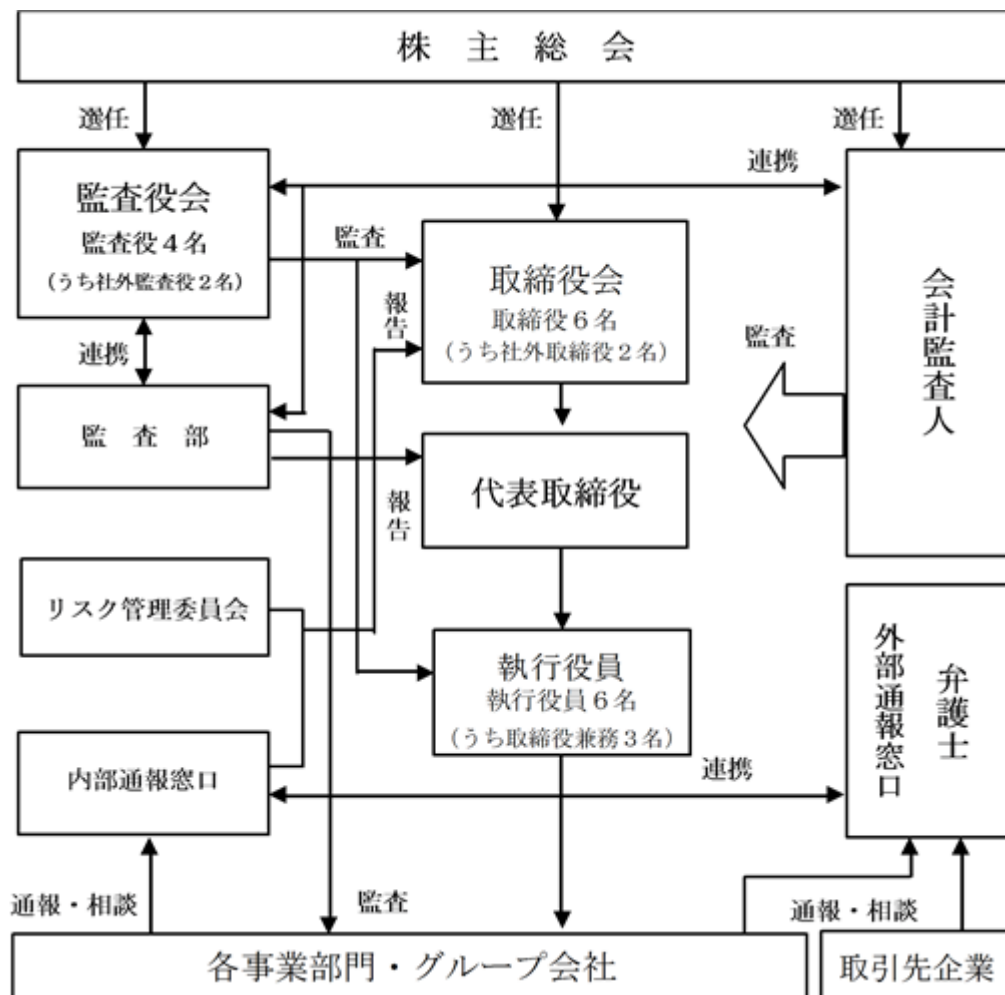 株 主 総 会
選任
選任
選任
監査役会
監査役4名
(うち社外監査役2名)
連携
監査
取締役会
取締役6名
(うち社外取締役2名)
報告
会計監査人
監査
連携
監 査 部
代表取締役
報告
リスク管理委員会
執行役員
執行役員6名
(うち取締役兼務3名)
弁護士
外部通報窓口
内部通報窓口
連携
通報・相談
監査
通報・相談
各事業部門・グループ会社
取引先企業